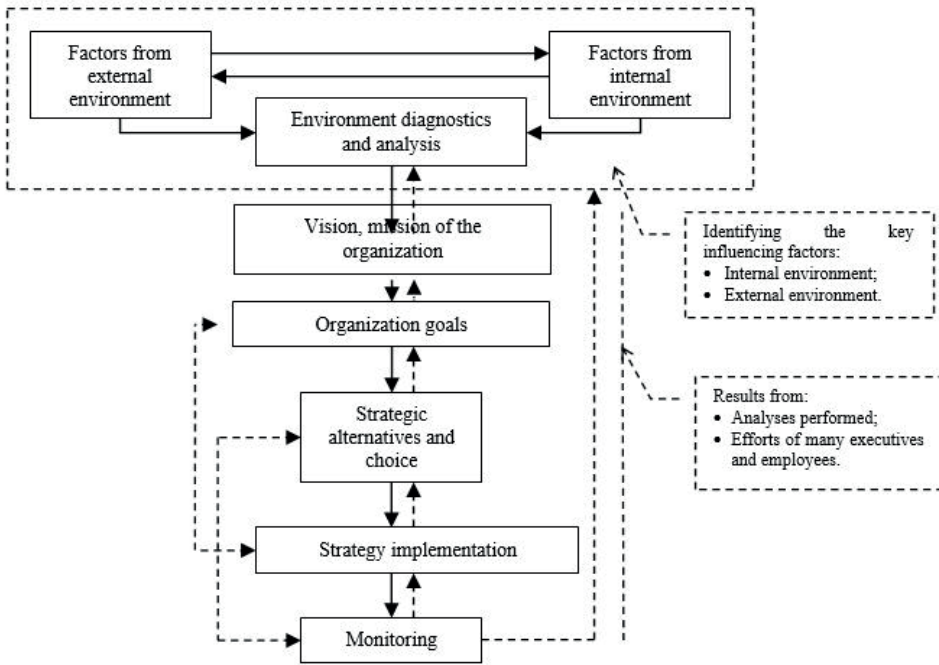 Factors from
external
environment
Factors from
internal
environment
Environment diagnostics
and analysis
Vision, mission of the
organization
Identifying the key
influencing factors:
• Internal environment;
• External environment.
Organization goals
Results from:
• Analyses performed;
• Efforts of many executives
and employees.
Strategic
alternatives and
choice
Strategy implementation
Monitoring